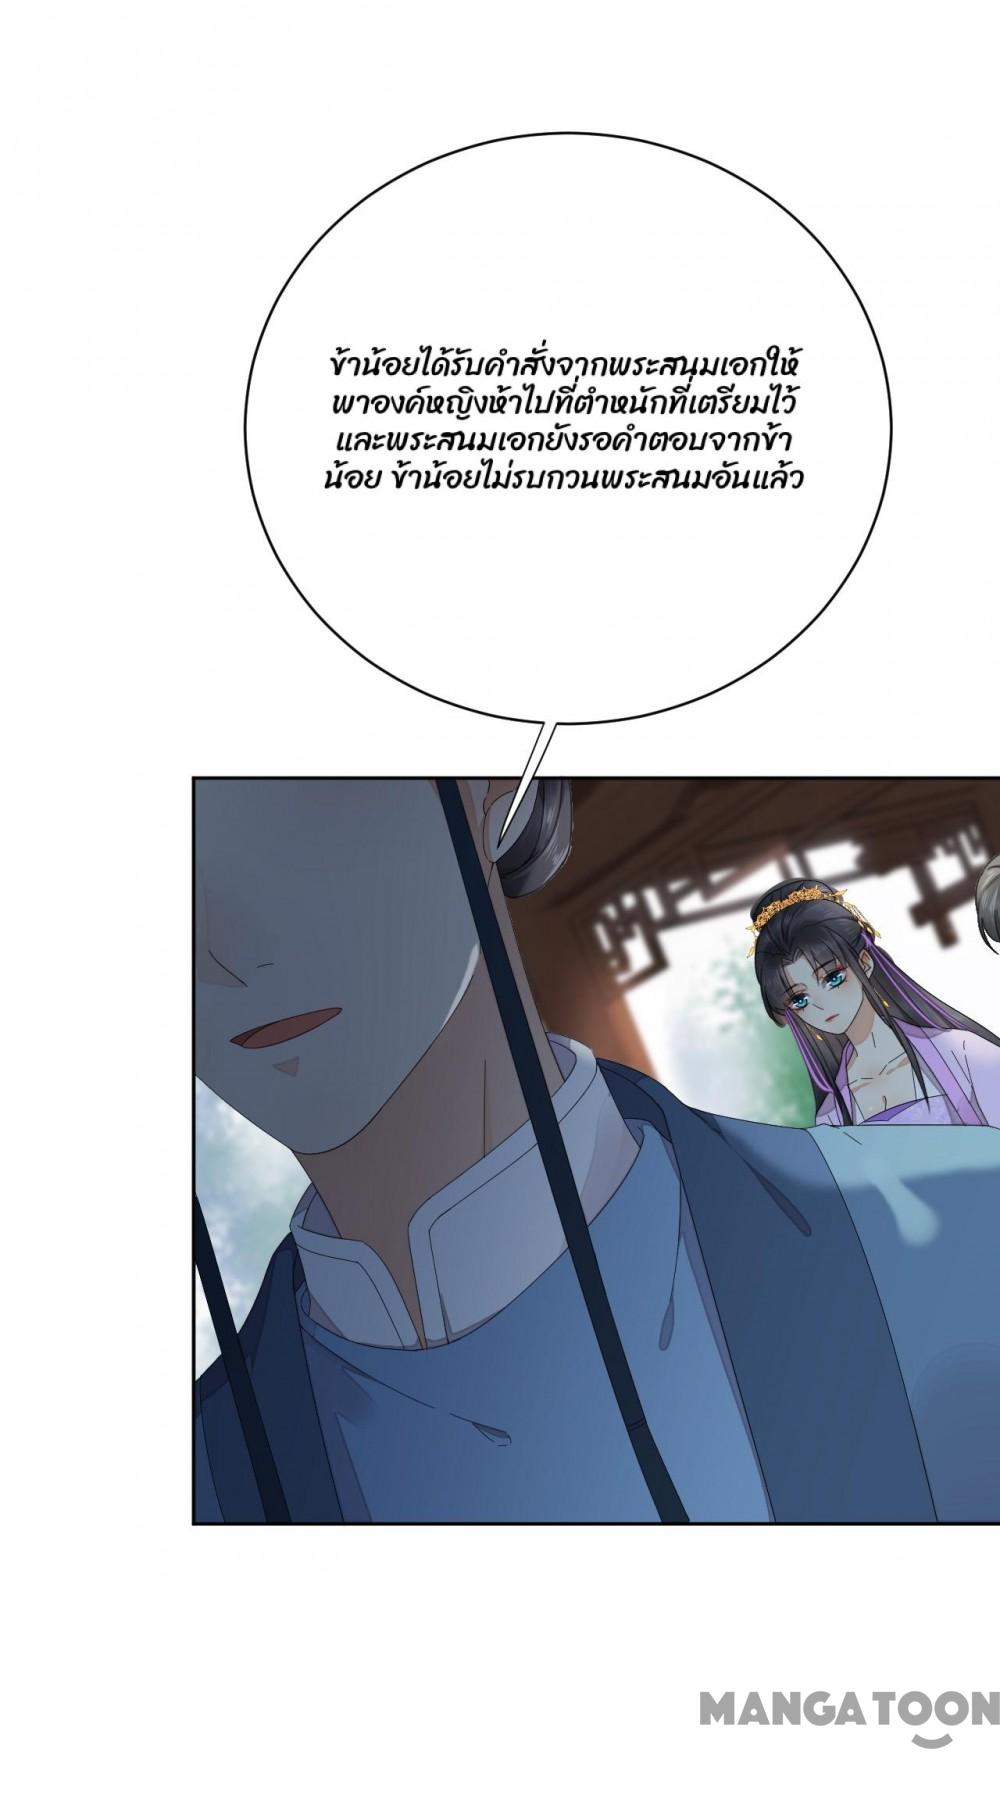 ข้าน้อยได้รับคำสั่งจากพระสนมเอกให้
พาองค์หญิงห้าไปที่ตำหนักที่เตรียมไว้
และพระสนมเอกยังรอคำตอบจากข้า
น้อย ข้าน้อยไม่รบกวนพระสนมอันแล้ว
MANGATOON